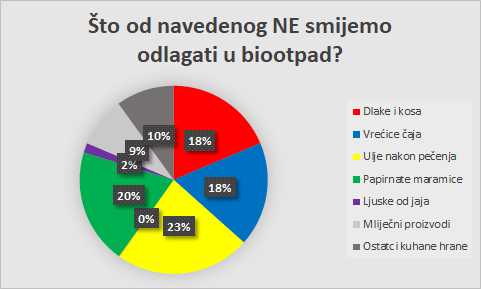 Što od navedenog NE smijemo
odlagati u biootpad?
10%
18%
9%
2%
18%
20%
0%
23%
Dlake i kosa
Vrećice čaja
Ulje nakon pečenja
Papirnate maramice
Ljuske od jaja
Mliječni proizvodi
Ostatci kuhane hrane